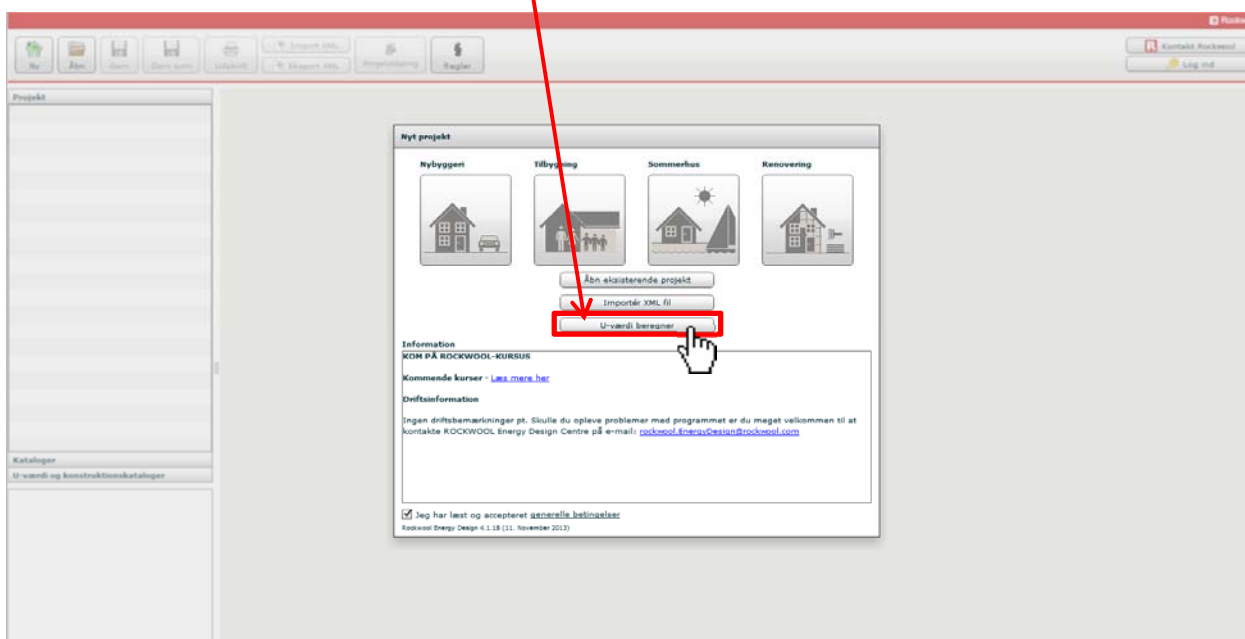 Rockw
Ny
Åbn
Gem
Gem som
Udskrift
Import XML
Eksport XML
Projektdeling
Regler
Kontakt Rockwool
Log ind
Projekt
Nyt projekt
Nybyggeri
Tilbygning
Sommerhus
Renovering
Åbn eksisterende projekt
Importér XML fil
U-værdi beregner
Information
KOM PÅ ROCKWOOL-KURSUS
Kommende kurser - Læs mere her
Driftsinformation
Ingen driftsbemærkninger pt. Skulle du opleve problemer med programmet er du meget velkommen til at
kontakte ROCKWOOL Energy Design Centre på e-mail: rockwool.EnergyDesign@rockwool.com
Jeg har læst og accepteret generelle betingelser
Rockwool Energy Design 4.1.18 (11. November 2013)
Kataloger
U-værdi og konstruktionskataloger